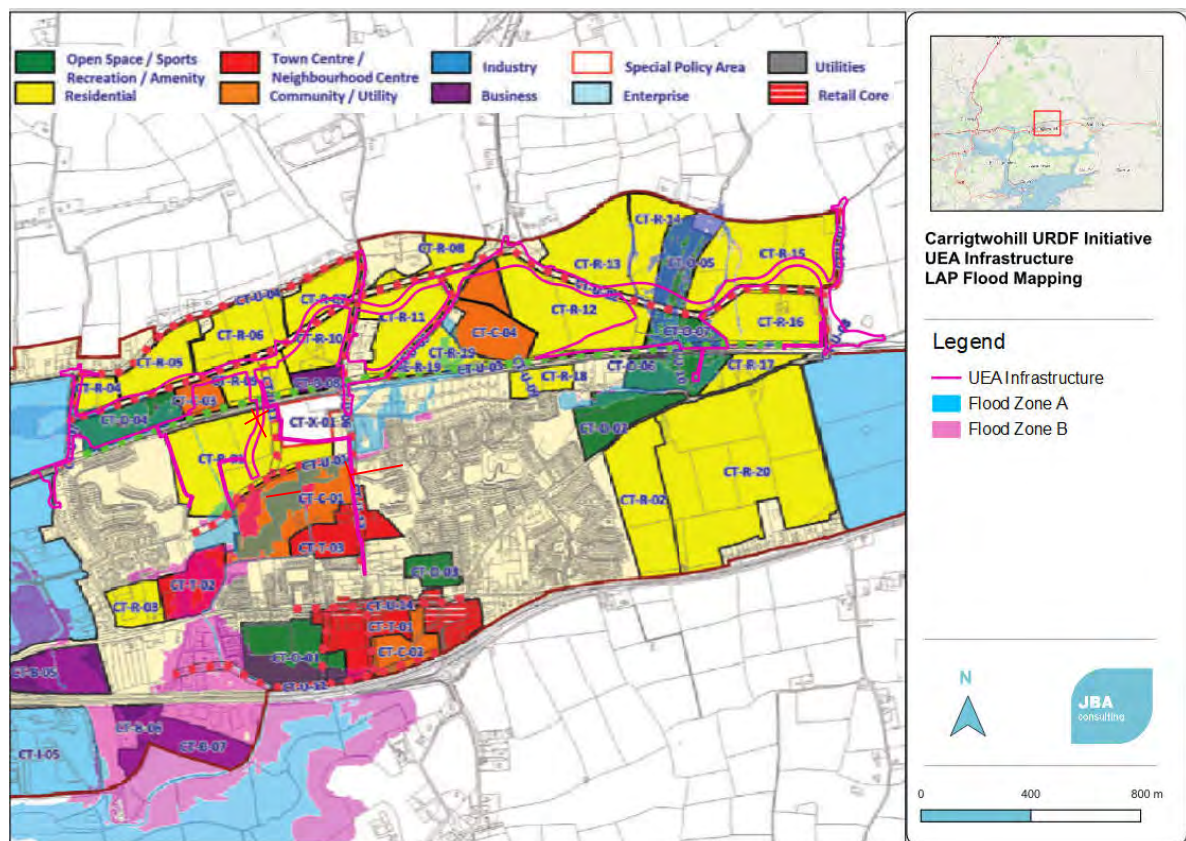 Open Space / Sports
Recreation / Amenity
Residential
Town Centre /
Neighbourhood Centre
Community / Utility
Industry
Business
Special Policy Area
Enterprise
Utilities
Retail Core
CT-R-14
CT-R-08
CT-R-13
CT-O-05
CT-R-15
CT-U-04
CT-R-12
CT-R-11
CT-R-06
CT-R-10
CT-C-04
CT-R-16
CT-R-05
CT-R-19
CT-R-04
CT-R-18
CT-R-17
CT-O-04
CT-X-01
CT-R-02
CT-R-20
CT-C-01
CT-T-03
CT-O-03
CT-T-02
CT-R-03
CT-U-14
CT-T-01
CT-O-01
CT-C-02
CT-B-05
CT-U-12
CT-B-06
CT-B-07
CT-I-05
Carrigtwohill URDF Initiative
UEA Infrastructure
LAP Flood Mapping
Legend
UEA Infrastructure
Flood Zone A
Flood Zone B
N
JBA
consulting
0 400 800 m